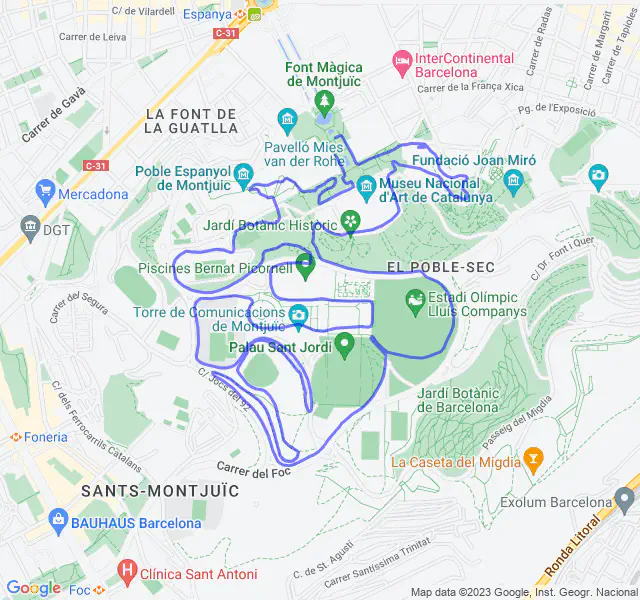 C/ de Vilardell
Espanya
Carrer de Leiva
C-31
Carrer de Tapioles
Carrer de Margarit
Carrer de Radas
InterContinental
Barcelona
Carrer de la França Xica
Font Màgica
de Montjuïc
Carrer de Gavà
Pg. de l'Exposició
LA FONT DE
LA GUATLLA
Pavelló Mies
van der Rohe
C-31
Poble Espanyol
de Montjuic
Fundació Joan Miró
Mercadona
Museu Nacional
d'Art de Catalunya
DGT
Jardí Botànic Històric
C/ Dr. Font i Quer
Piscines Bernat Picornell
EL POBLE-SEC
Carrer del Segura
Estadi Olímpic
Lluís Companys
Torre de Comunicacions
de Montjuïc
Palau Sant Jordi
C/ Jocs del 92
Jardí Botànic
de Barcelona
C/ dels Ferrocarrils Catalans
Passeig del Migdia
Foneria
Carrer del Foc
La Caseta del Migdia
SANTS-MONTJUÏC
Exolum Barcelona
BAUHAUS Barcelona
Ronda Litoral
C. de St. Agustí
Carrer Santíssima Trinitat
Clínica Sant Antoni
Google
Foc
Map data ©2023 Google, Inst. Geogr. Nacional